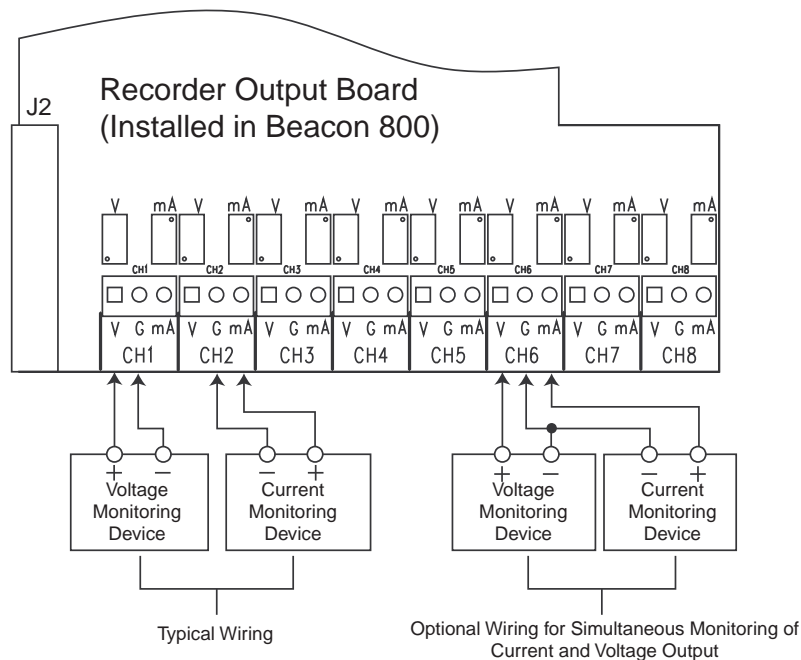 J2
Recorder Output Board
(Installed in Beacon 800)
V mA V mA V mA V mA V mA V mA V mA V mA
CH1 CH2 CH3 CH4 CH5 CH6 CH7 CH8
V G mA V G mA V G mA V G mA V G mA V G mA V G mA V G mA
CH1 CH2 CH3 CH4 CH5 CH6 CH7 CH8
+ − − + + − − +
Voltage
Monitoring
Device
Current
Monitoring
Device
Voltage
Monitoring
Device
Current
Monitoring
Device
Typical Wiring
Optional Wiring for Simultaneous Monitoring of
Current and Voltage Output